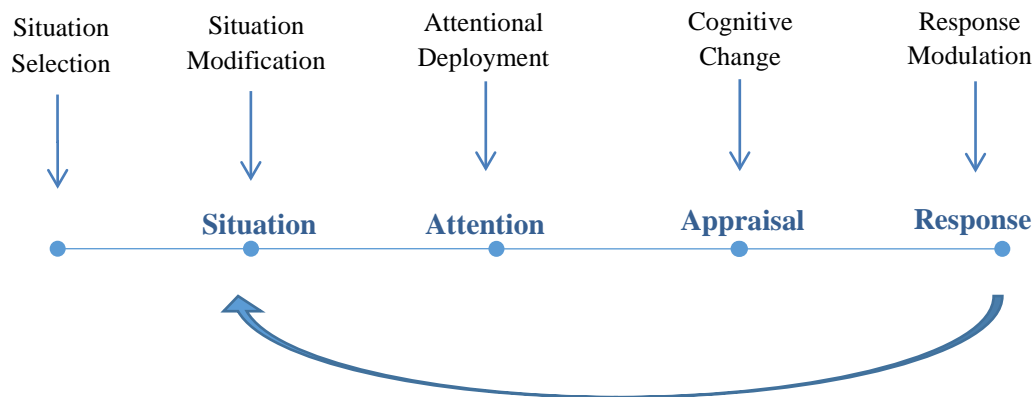 Situation
Selection
Situation
Modification
Attentional
Deployment
Cognitive
Change
Response
Modulation
Situation
Attention
Appraisal
Response